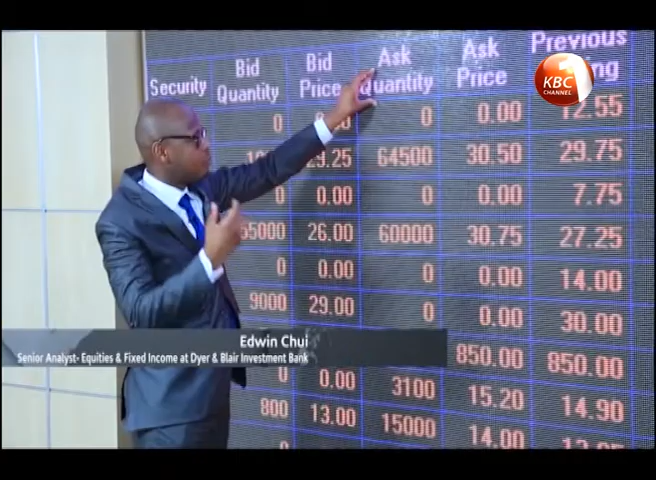 Security Bid Quantity Bid Price Ask Quantity Ask Price Previous
KBC
CHANNEL
1
0 0 0.00 12.55
29.25 64500 30.50 29.75
0 0.00 0 0.00 7.75
26.00 60000 30.75 27.25
0 0.00 0 0.00 14.00
9000 29.00 0 0.00 30.00
Edwin Chui
Senior Analyst- Equities & Fixed Income at Dyer & Blair Investment Bank
850.00 850.00
0 0.00 3100 15.20 14.90
800 13.00 15000 14.00